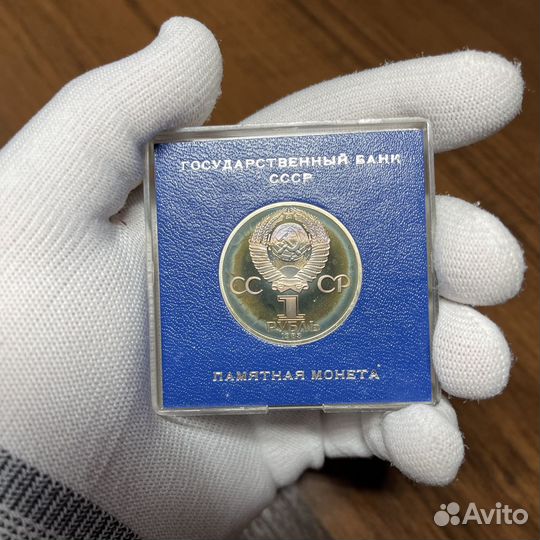 ГОСУДАРСТВЕННЫЙ БАНК
СССР
СС СР
1
РУБЛЬ
ПАМЯТНАЯ МОНЕТА
Avito